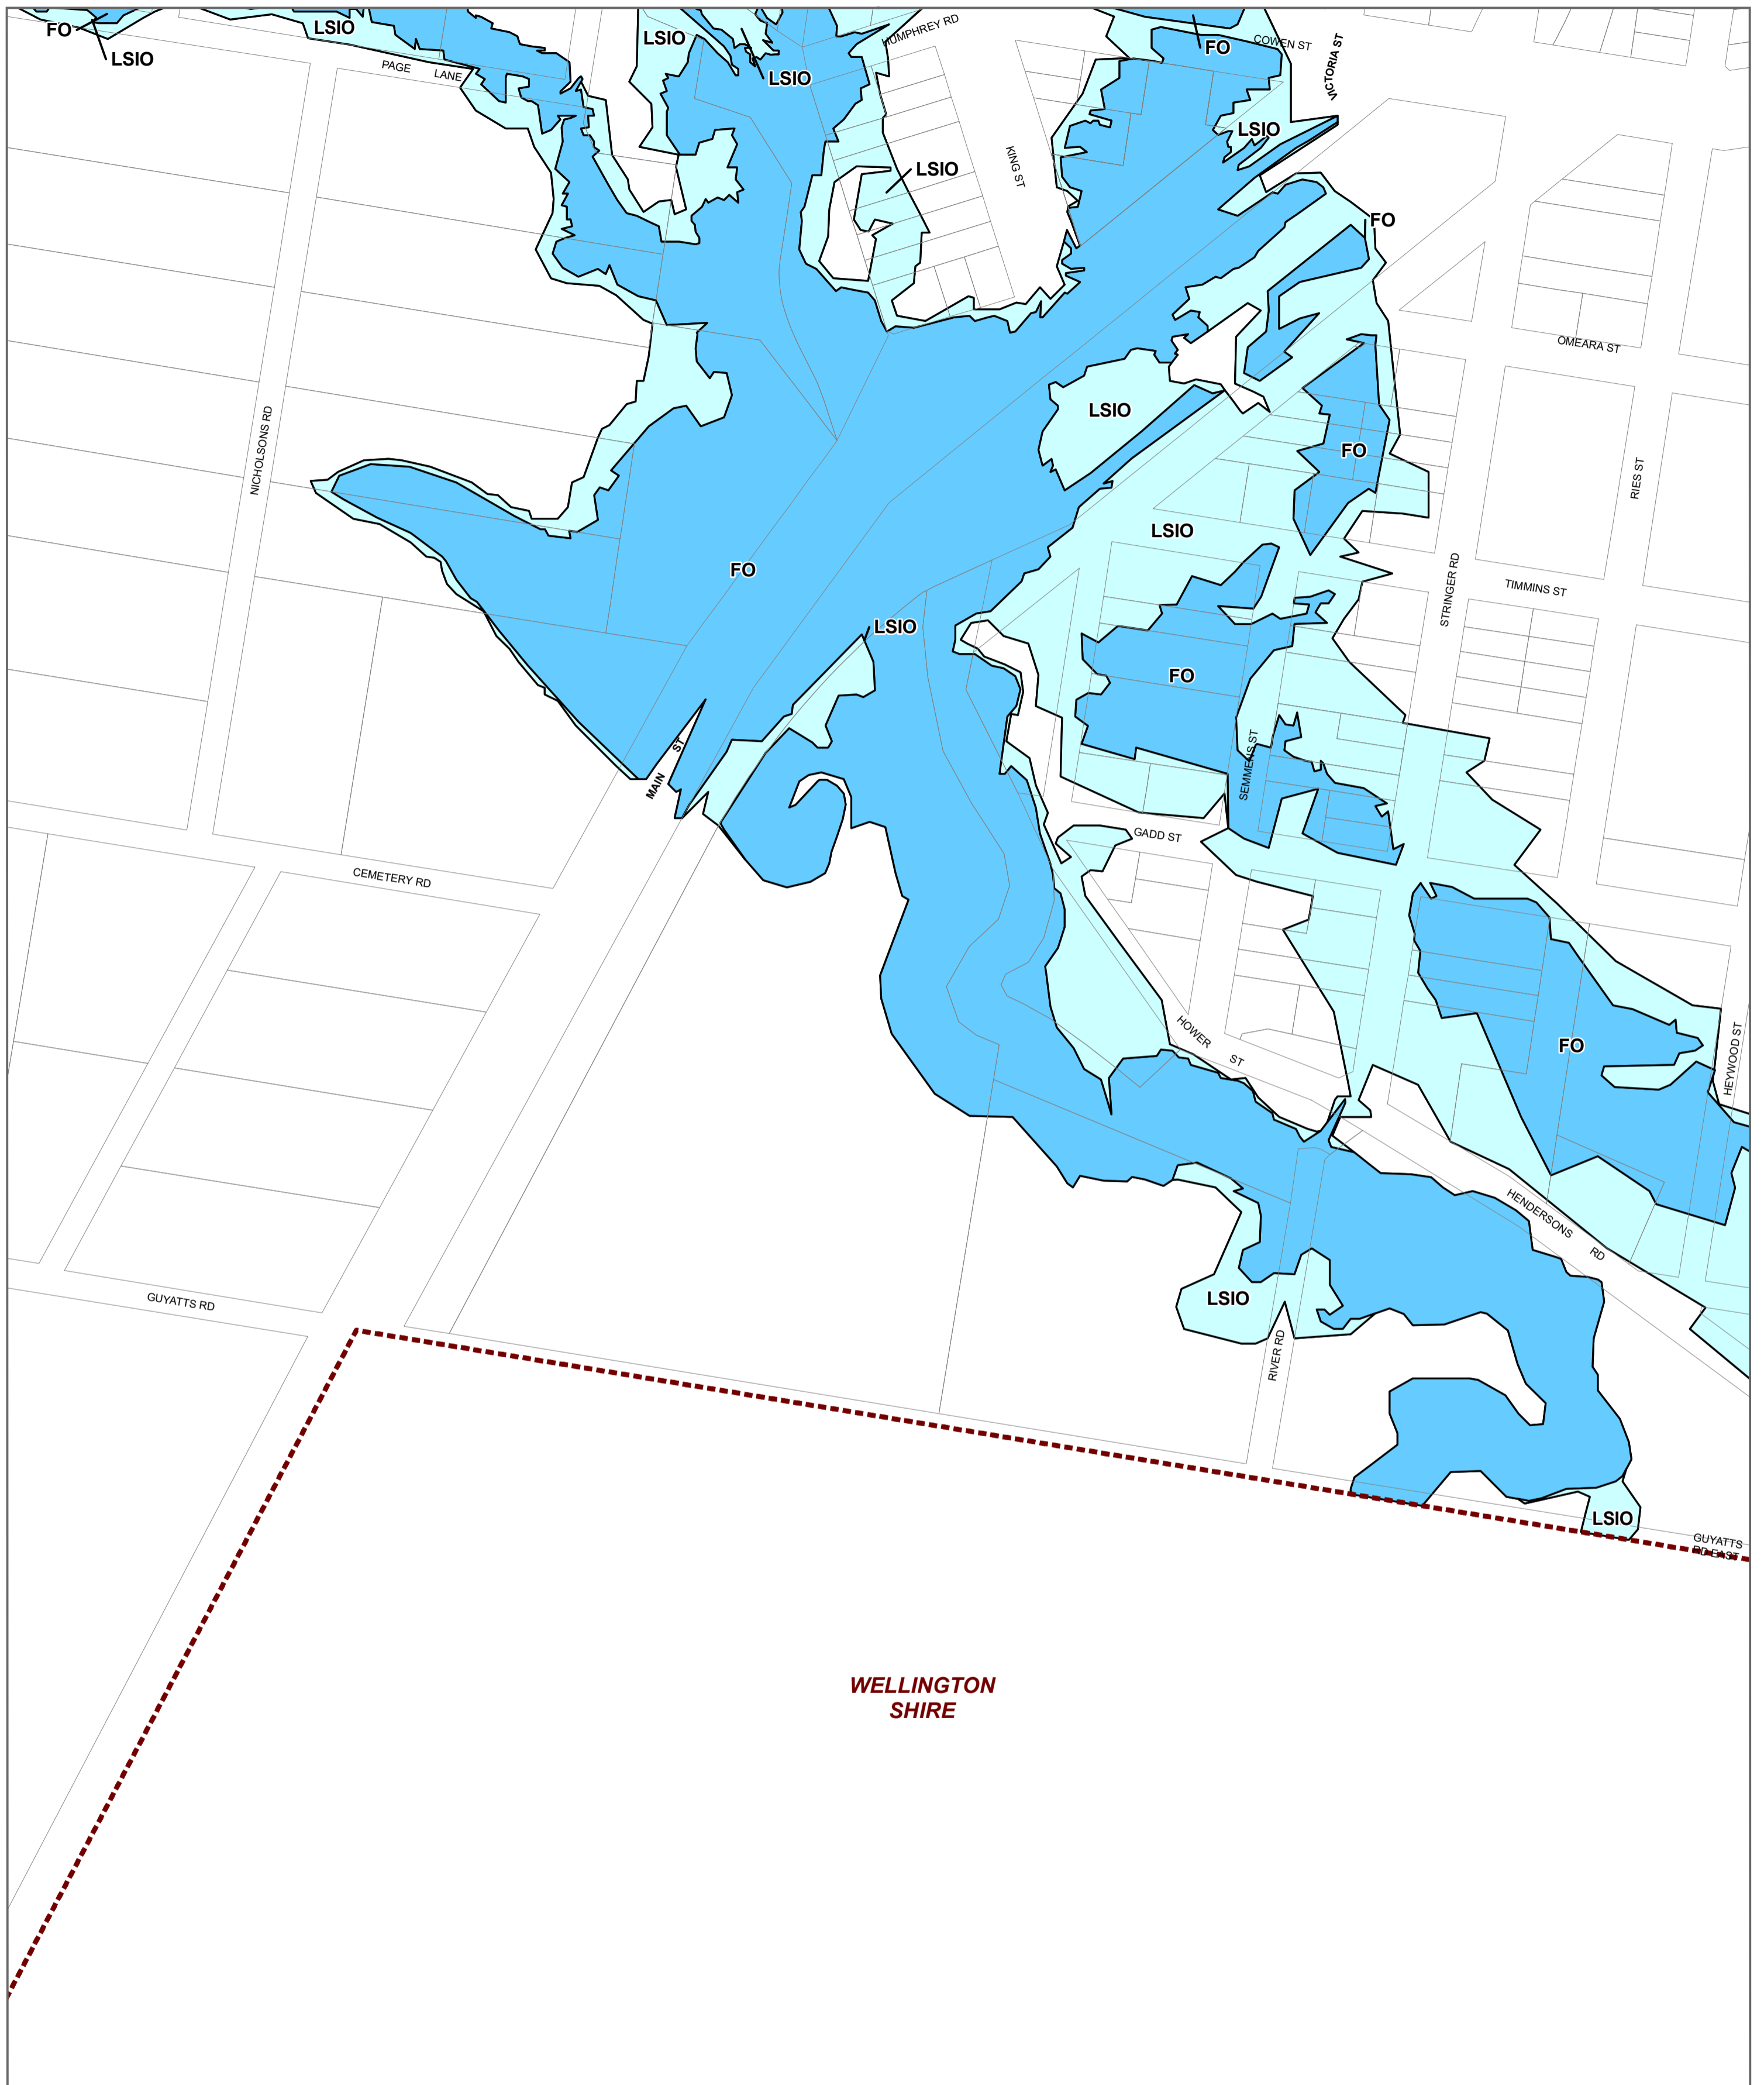 FO
LSIO
LSIO
PAGE LANE
LSIO
LSIO
HUMPHREY RD
FO
COWEN ST
VICTORIA ST
LSIO
LSIO
KING ST
FO
OMEARA ST
LSIO
NICHOLSONS RD
FO
RIES ST
LSIO
FO
STRINGER RD
TIMMINS ST
LSIO
FO
MAIN ST
SEMMENS ST
GADD ST
CEMETERY RD
HOWER ST
FO
HEYWOOD ST
HENDERSONS RD
GUYATTS RD
LSIO
RIVER RD
LSIO
GUYATTS
RD EAST
WELLINGTON
SHIRE